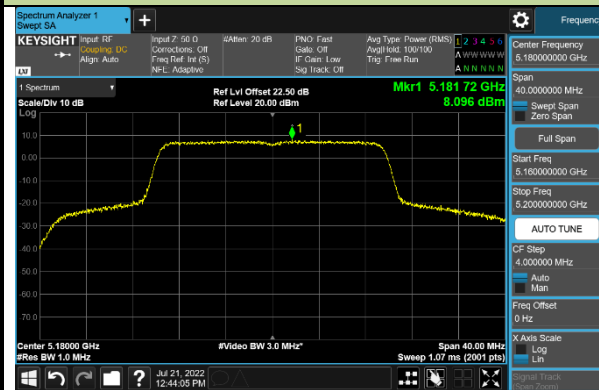 Spectrum Analyzer 1
Swept SA
Frequency
KEYSIGHT
Input: RF
Coupling: DC
Align: Auto
Input Z: 50 Ω
Corrections: Off
Freq Ref: Int (S)
NFE: Adaptive
#Atten: 20 dB
PNO: Fast
Gate: Off
IF Gain: Low
Sig Track: Off
Avg Type: Power (RMS)
Avg|Hold: 100/100
Trig: Free Run
1 2 3 4 5 6
A W W W W W
A N N N N N
LXI
1 Spectrum
Scale/Div 10 dB
Log
Ref Lvl Offset 22.50 dB
Ref Level 20.00 dBm
Mkr1 5.181 72 GHz
8.096 dBm
1
10.0
0.00
-10.0
-20.0
-30.0
-40.0
-50.0
-60.0
-70.0
Center 5.18000 GHz
#Res BW 1.0 MHz
#Video BW 3.0 MHz*
Span 40.00 MHz
Sweep 1.07 ms (2001 pts)
Jul 21, 2022
12:44:05 PM
Center Frequency
5.180000000 GHz
Span
40.0000000 MHz
Swept Span
Zero Span
Full Span
Start Freq
5.160000000 GHz
Stop Freq
5.200000000 GHz
AUTO TUNE
CF Step
4.000000 MHz
Auto
Man
Freq Offset
0 Hz
X Axis Scale
Log
Lin
Signal Track
(Span Zoom)